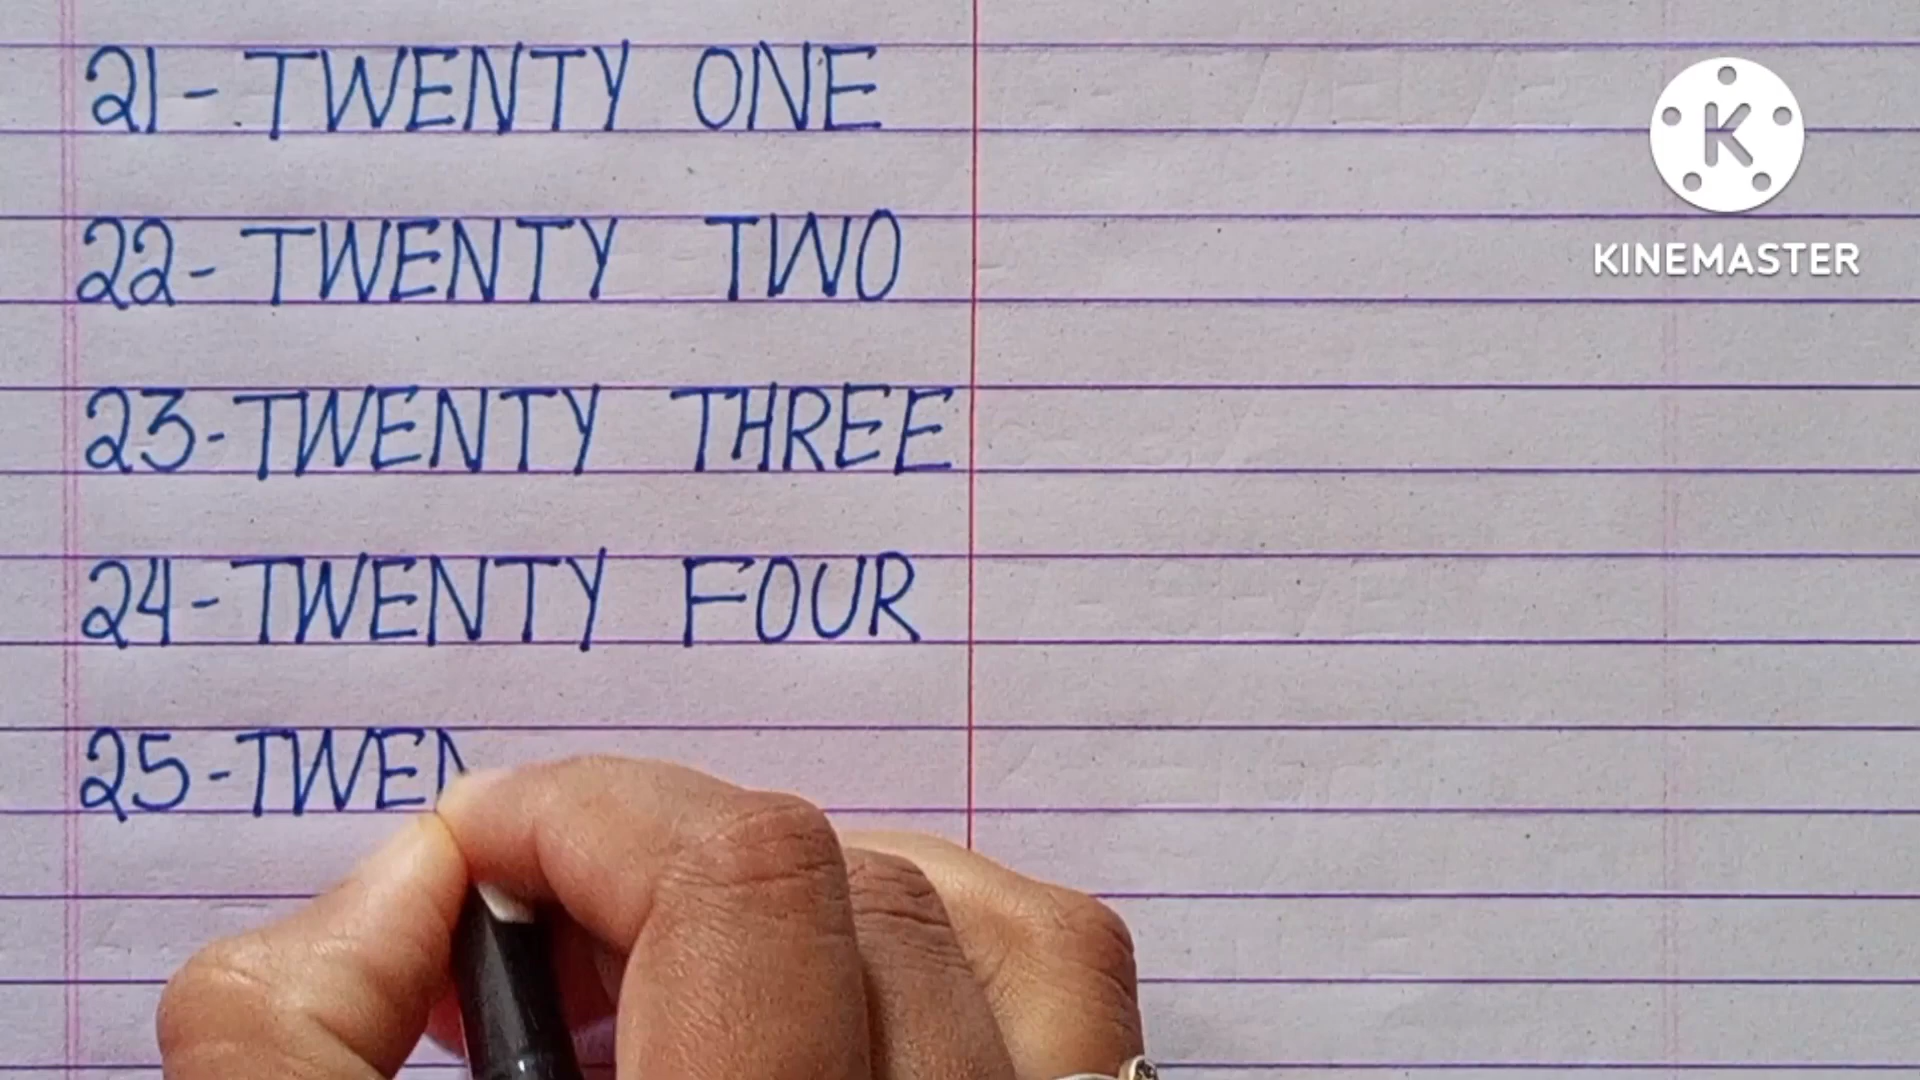 21- TWENTY ONE
22- TWENTY TWO
23- TWENTY THREE
24- TWENTY FOUR
25- TWEN
KINEMASTER